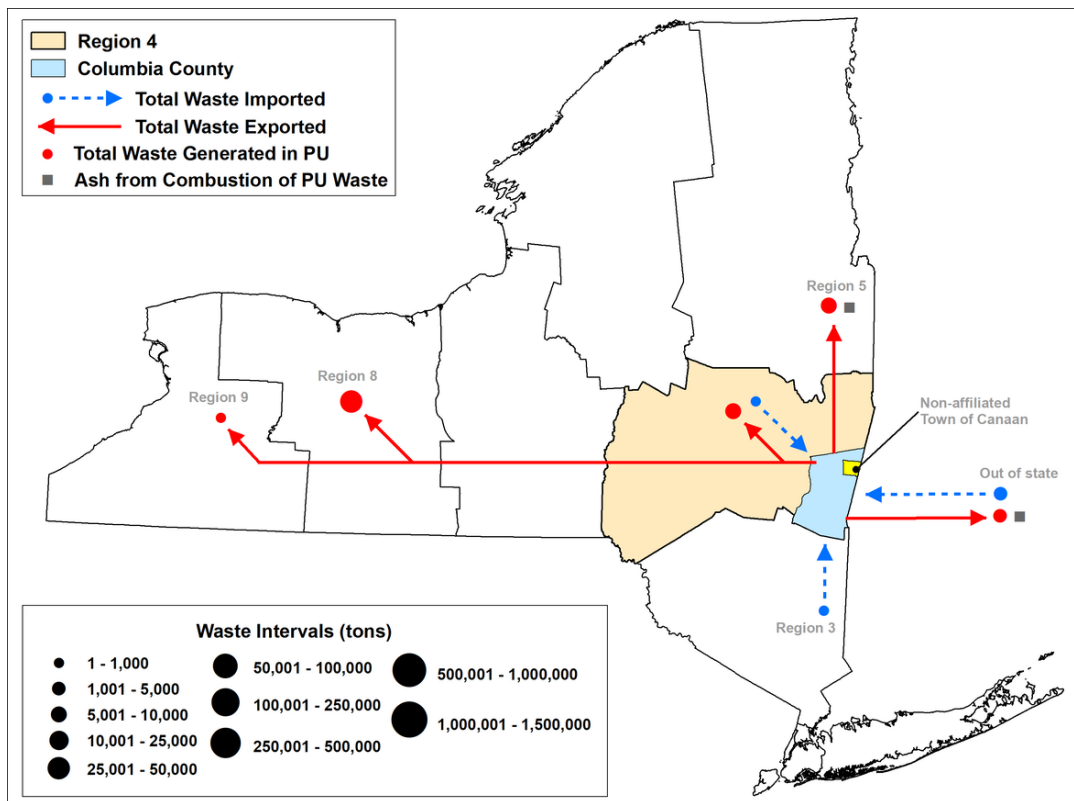 Region 4
Columbia County
Total Waste Imported
Total Waste Exported
Total Waste Generated in PU
Ash from Combustion of PU Waste
Region 5
Region 8
Region 9
Non-affiliated
Town of Canaan
Out of state
Region 3
Waste Intervals (tons)
1 - 1,000
1,001 - 5,000
5,001 - 10,000
10,001 - 25,000
25,001 - 50,000
50,001 - 100,000
100,001 - 250,000
250,001 - 500,000
500,001 - 1,000,000
1,000,001 - 1,500,000